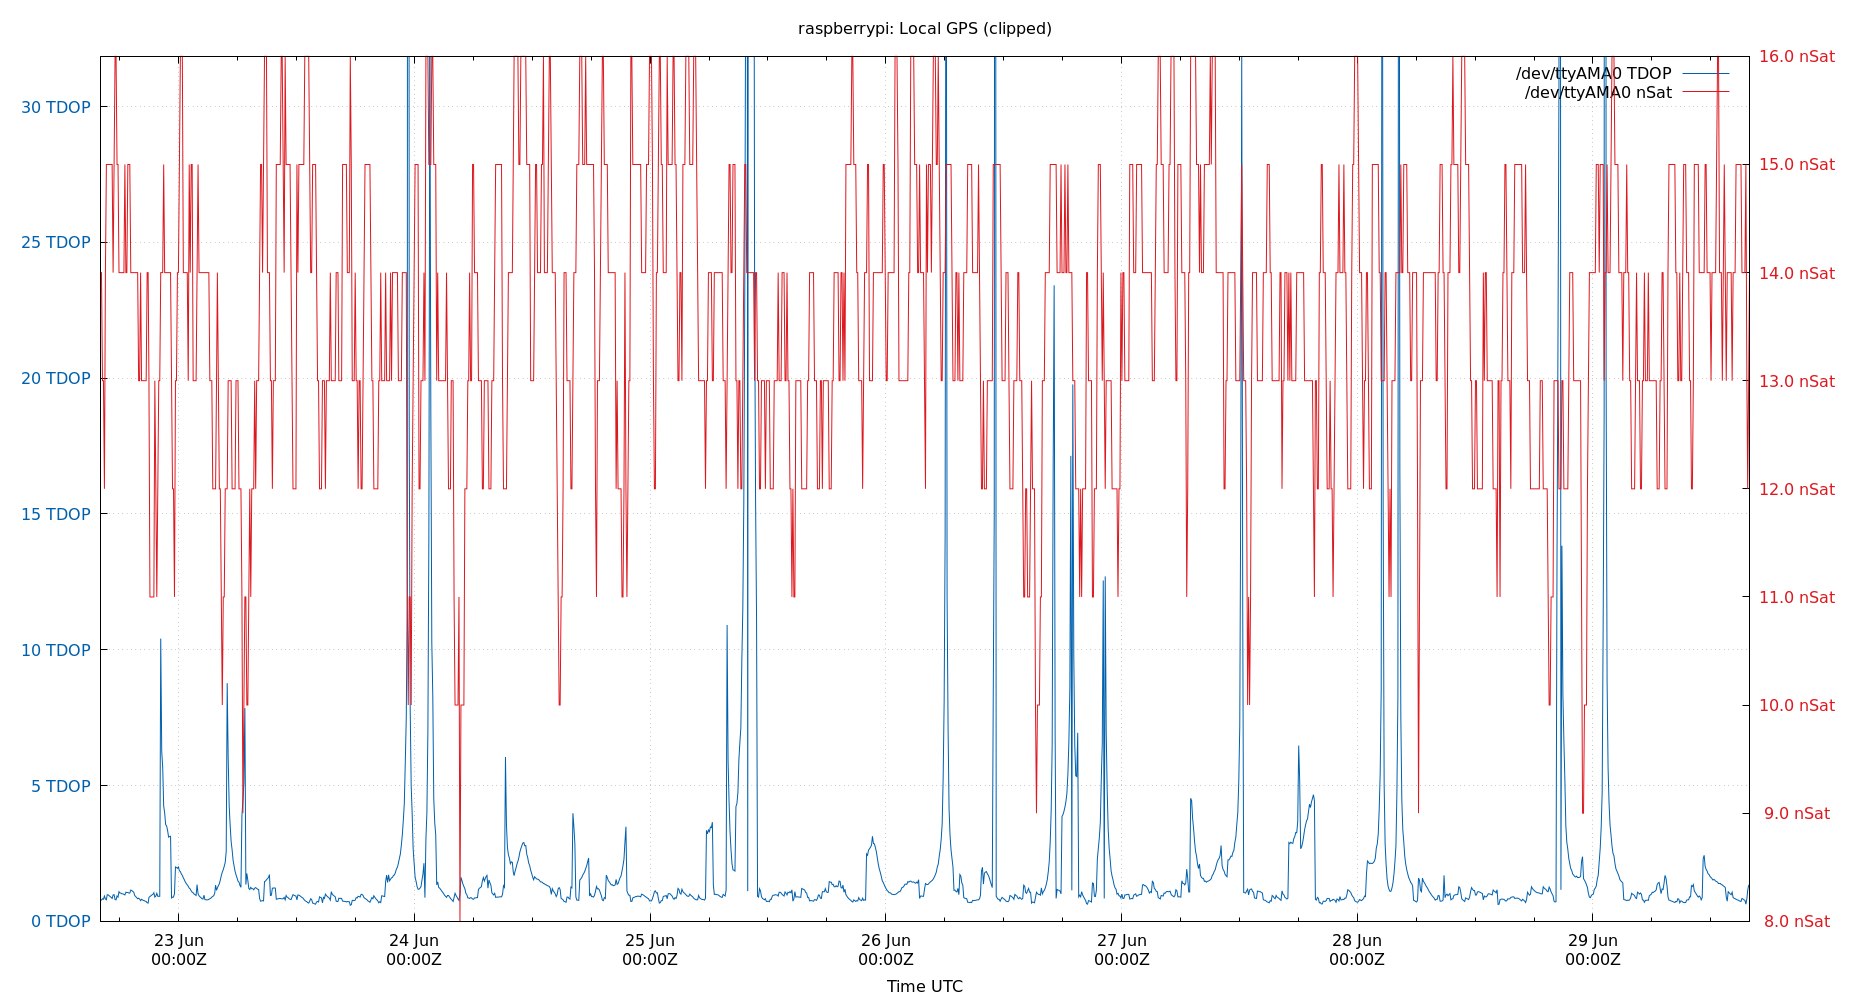 raspberrypi: Local GPS (clipped)
/dev/ttyAMA0 TDOP
/dev/ttyAMA0 nSat
30 TDOP
25 TDOP
20 TDOP
15 TDOP
10 TDOP
5 TDOP
0 TDOP
16.0 nSat
15.0 nSat
14.0 nSat
13.0 nSat
12.0 nSat
11.0 nSat
10.0 nSat
9.0 nSat
8.0 nSat
23 Jun 24 Jun 25 Jun 26 Jun 27 Jun 28 Jun 29 Jun
00:00Z 00:00Z 00:00Z 00:00Z 00:00Z 00:00Z 00:00Z
Time UTC